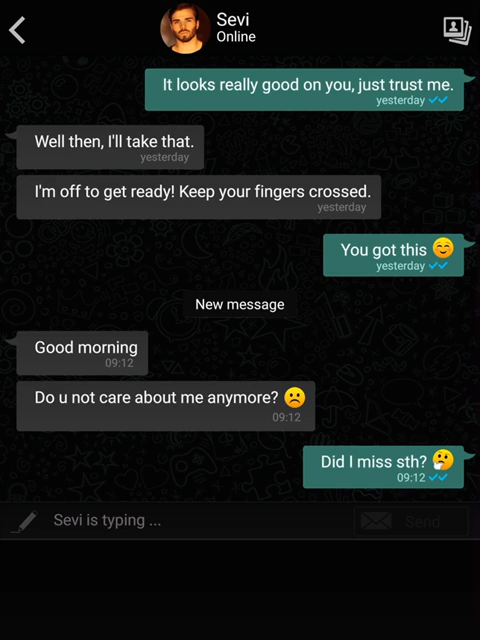 Sevi
Online
It looks really good on you, just trust me.
yesterday
Well then, I'll take that.
yesterday
I'm off to get ready! Keep your fingers crossed.
yesterday
You got this 😊
yesterday
New message
Good morning
09:12
Do u not care about me anymore? ☹️
09:12
Did I miss sth? 🤔
09:12
Sevi is typing ...
Send